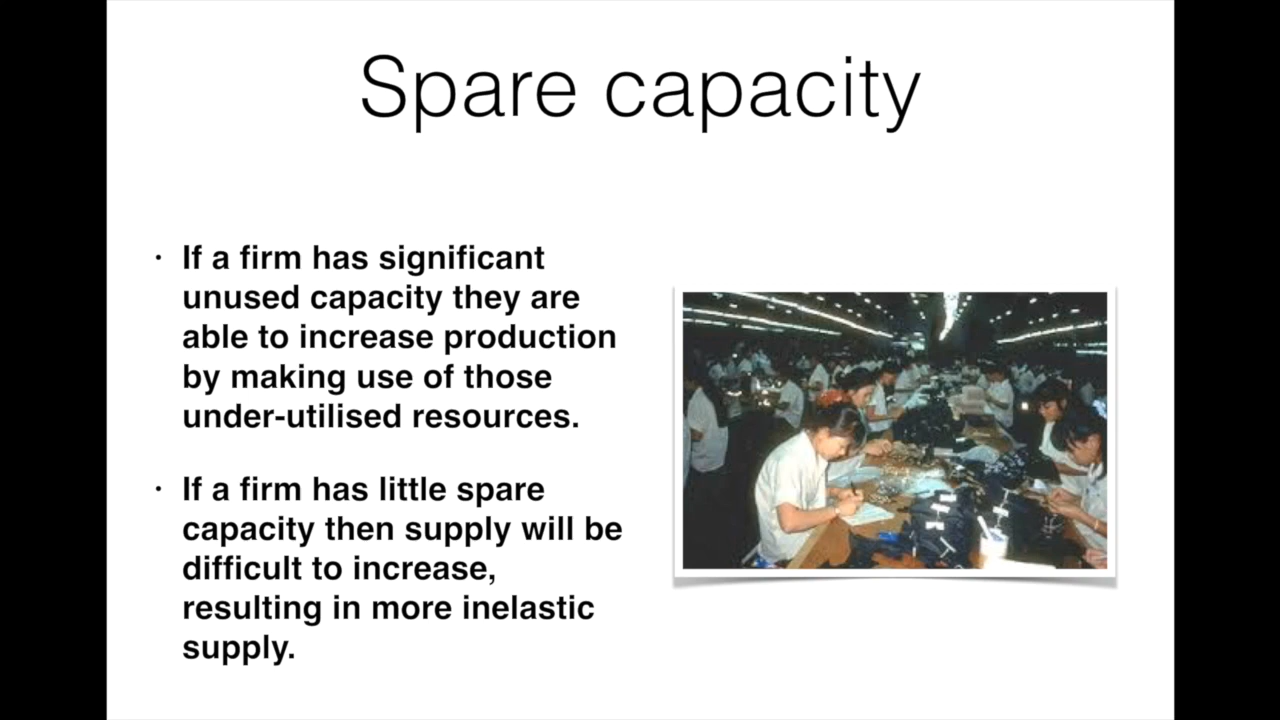 Spare capacity
· If a firm has significant
unused capacity they are
able to increase production
by making use of those
under-utilised resources.
· If a firm has little spare
capacity then supply will be
difficult to increase,
resulting in more inelastic
supply.